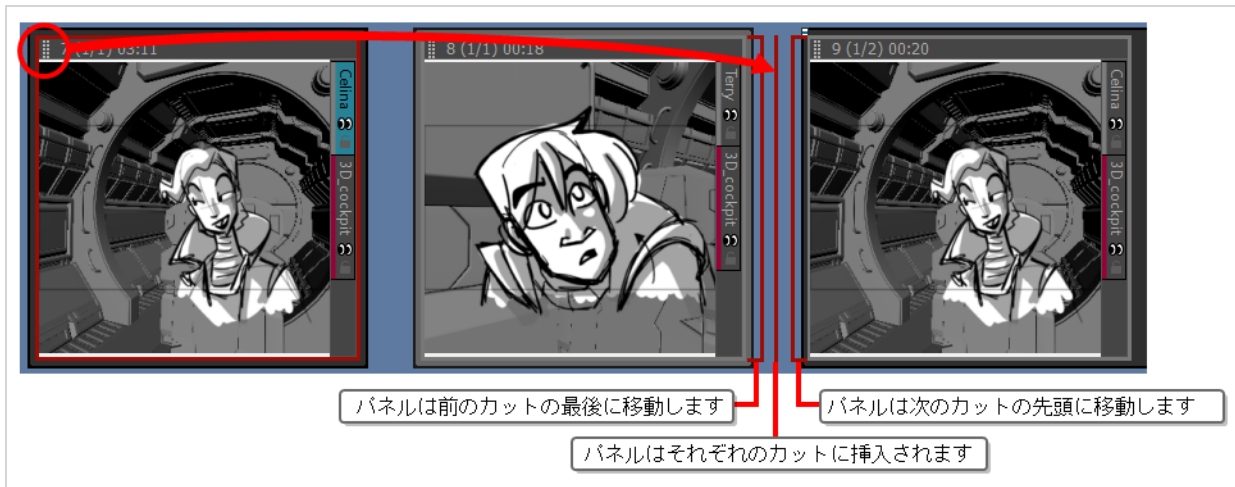 7 (1/1) 03:11
8 (1/1) 00:18
9 (1/2) 00:20
Celina
3D_cockpit
Terry
3D_cockpit
Celina
3D_cockpit
パネルは前のカットの最後に移動します
パネルは次のカットの先頭に移動します
パネルはそれぞれのカットに挿入されます